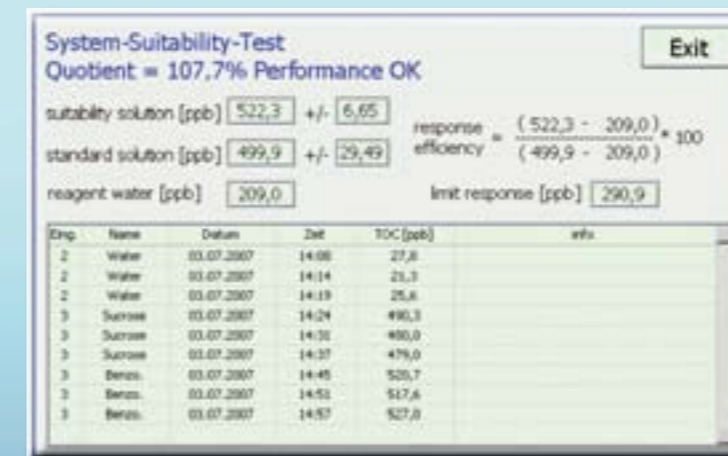 System-Suitability-Test
Exit
Quotient = 107.7% Performance OK
suitability solution [ppb] 522,3 +/- 6,65
response efficiency = ( 522,3 - 209,0 ) / ( 499,9 - 209,0 ) * 100
standard solution [ppb] 499,9 +/- 29,49
reagent water [ppb] 209,0 limit response [ppb] 290,9
Eing. Name Datum Zeit TOC [ppb] info
2 Water 03.07.2007 14:08 27,8
2 Water 03.07.2007 14:14 21,3
2 Water 03.07.2007 14:19 25,6
3 Sucrose 03.07.2007 14:24 490,3
3 Sucrose 03.07.2007 14:31 480,0
3 Sucrose 03.07.2007 14:37 479,0
3 Benzo. 03.07.2007 14:45 520,7
3 Benzo. 03.07.2007 14:51 517,6
3 Benzo. 03.07.2007 14:57 527,0